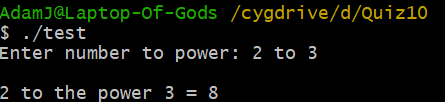 AdamJ@Laptop-Of-Gods /cygdrive/d/Quiz10
$ ./test
Enter number to power: 2 to 3
2 to the power 3 = 8